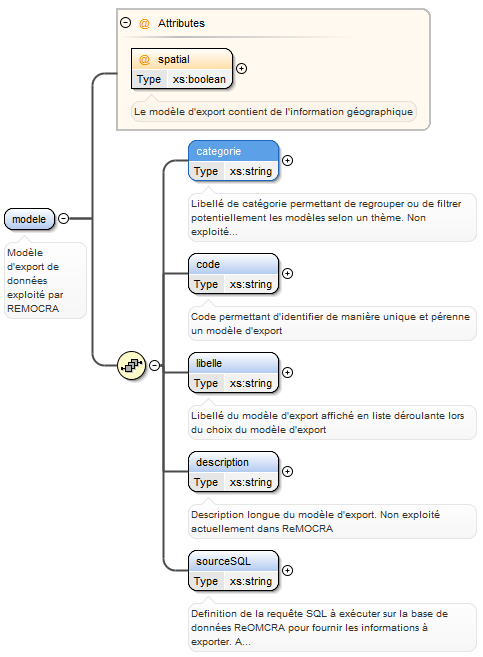 Attributes
@ spatial
Type xs:boolean
Le modèle d'export contient de l'information géographique
modele
Modèle
d'export de
données
exploité par
REMOCRA
categorie
Type xs:string
Libellé de catégorie permettant de regrouper ou de filtrer
potentiellement les modèles selon un thème. Non
exploité...
code
Type xs:string
Code permettant d'identifier de manière unique et pérenne
un modèle d'export
libelle
Type xs:string
Libellé du modèle d'export affiché en liste déroulante lors
du choix du modèle d'export
description
Type xs:string
Description longue du modèle d'export. Non exploité
actuellement dans ReMOCRA
sourceSQL
Type xs:string
Definition de la requête SQL à exécuter sur la base de
données ReOMCRA pour fournir les informations à
exporter. A...